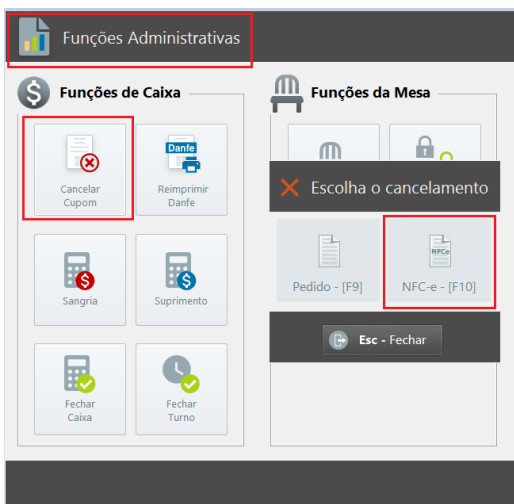 Funções Administrativas
Funções de Caixa
Cancelar
Cupom
Danfe
Reimprimir
Danfe
Sangria
Suprimento
Fechar
Caixa
Fechar
Turno
Funções da Mesa
Escolha o cancelamento
Pedido - [F9]
NFCe
NFC-e - [F10]
Esc - Fechar